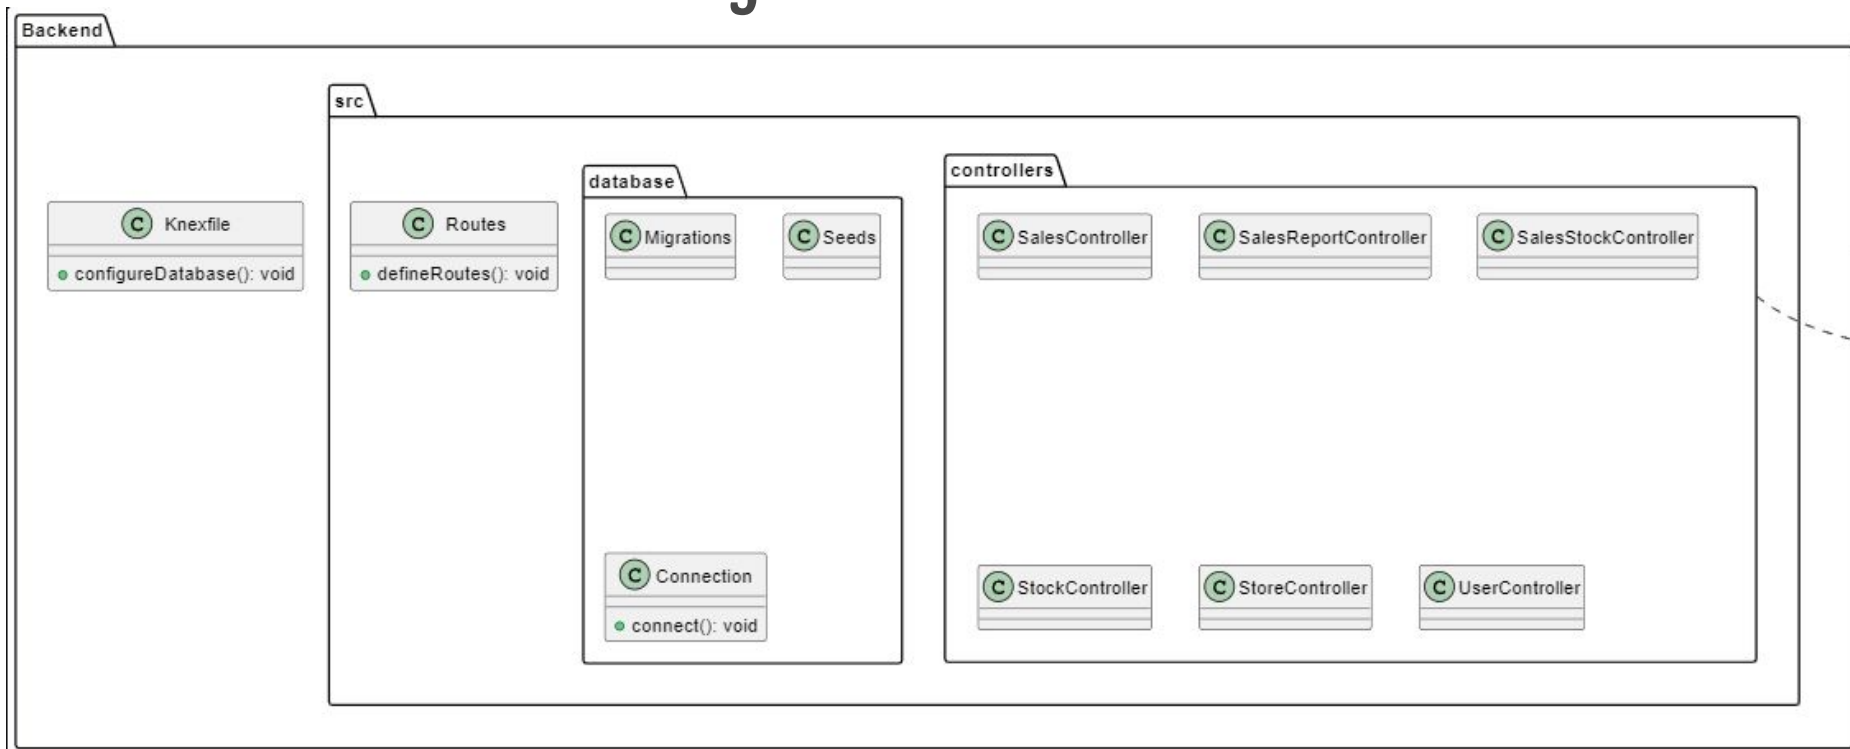 Backend
src
database
controllers
C Knexfile
configureDatabase(): void
C Routes
defineRoutes(): void
C Migrations
C Seeds
C Connection
connect(): void
C SalesController
C SalesReportController
C SalesStockController
C StockController
C StoreController
C UserController